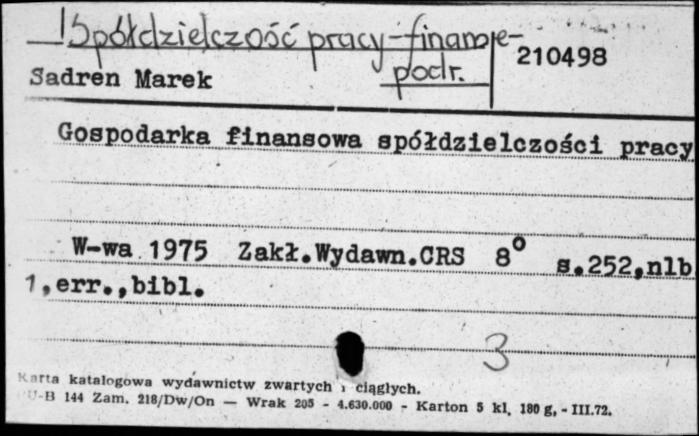 Spółdzielczość pracy-finanse-
podr.
210498
Sadren Marek
Gospodarka finansowa spółdzielczości pracy
W-wa 1975 Zakł.Wydawn.CRS 8° s.252,nlb
1,err.,bibl.
3
Karta katalogowa wydawnictw zwartych i ciągłych.
U-B 144 Zam. 218/Dw/On — Wrak 205 - 4.630.000 - Karton 5 kl. 180 g, - III.72.